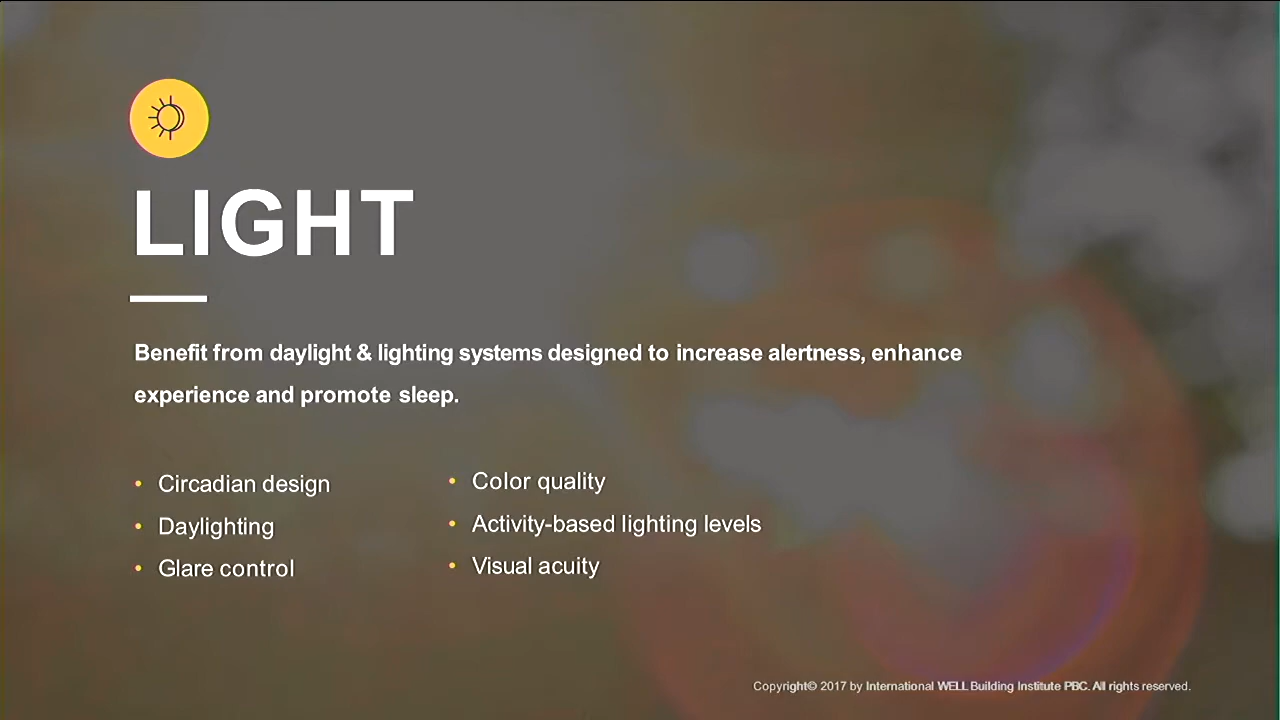 LIGHT
Benefit from daylight & lighting systems designed to increase alertness, enhance
experience and promote sleep.
• Circadian design
• Daylighting
• Glare control
• Color quality
• Activity-based lighting levels
• Visual acuity
Copyright© 2017 by International WELL Building Institute PBC. All rights reserved.